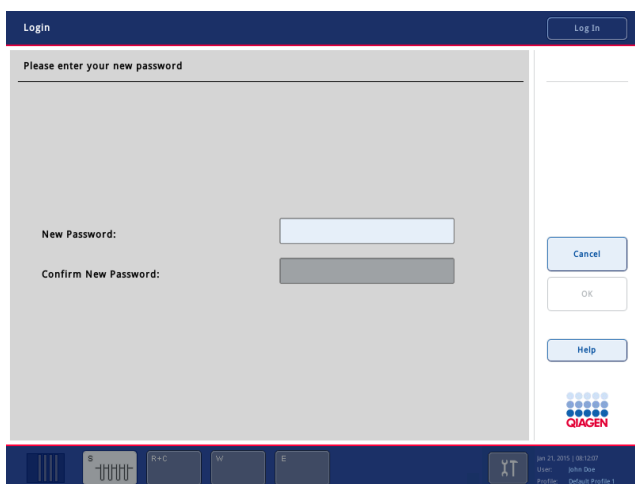 Login
Log In
Please enter your new password
New Password:
Confirm New Password:
Cancel
OK
Help
QIAGEN
S
R+C
W
E
Jan 21, 2015 | 08:12:07
User: John Doe
Profile: Default Profile 1